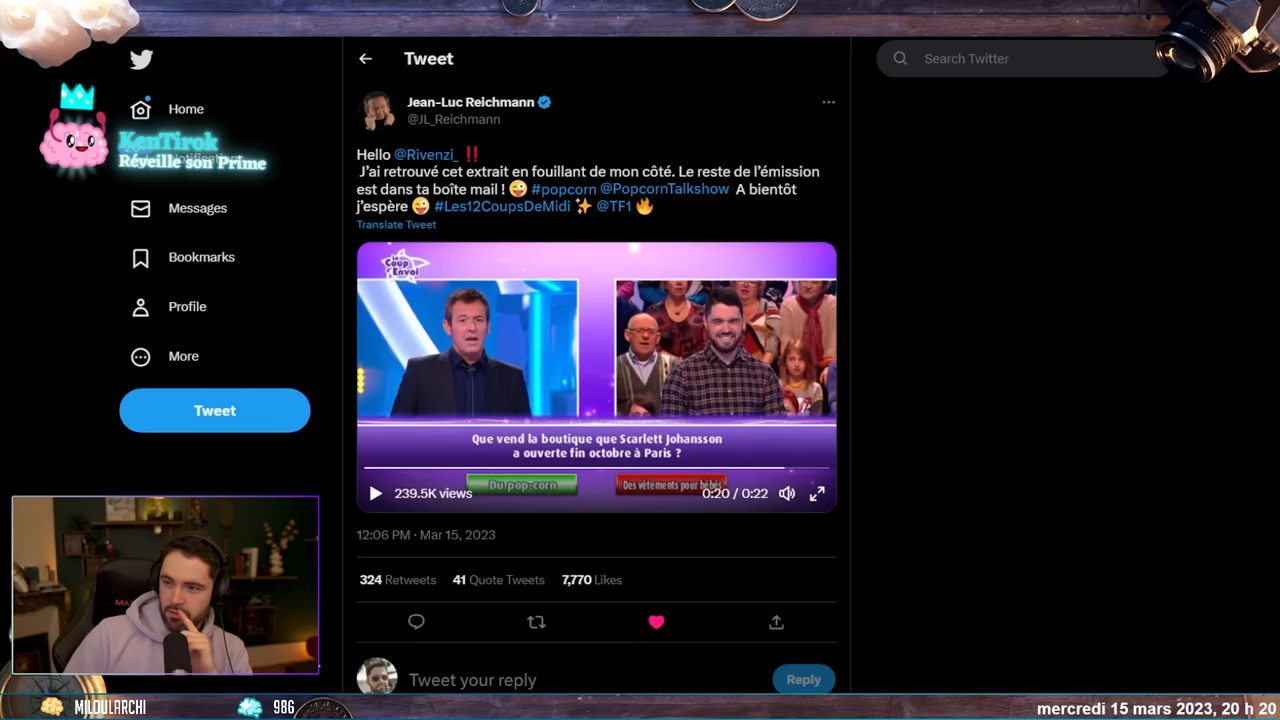 Tweet
Search Twitter
Home
Jean-Luc Reichmann
@JL_Reichmann
KenTirok
Réveille son Prime
Hello @Rivenzi_ ‼️
J'ai retrouvé cet extrait en fouillant de mon côté. Le reste de l'émission
est dans ta boîte mail ! 😜 #popcorn @PopcornTalkshow A bientôt
j'espère 😜 #Les12CoupsDeMidi ✨ @TF1 🔥
Translate Tweet
Messages
Bookmarks
Profile
More
Tweet
Le
Coup
d'Envoi
Que vend la boutique que Scarlett Johansson
a ouverte fin octobre à Paris ?
Du pop-corn
Des vêtements pour bébés
239.5K views
0:20 / 0:22
12:06 PM · Mar 15, 2023
324 Retweets 41 Quote Tweets 7,770 Likes
Tweet your reply
Reply
MILOULARCHI
986
mercredi 15 mars 2023, 20 h 20